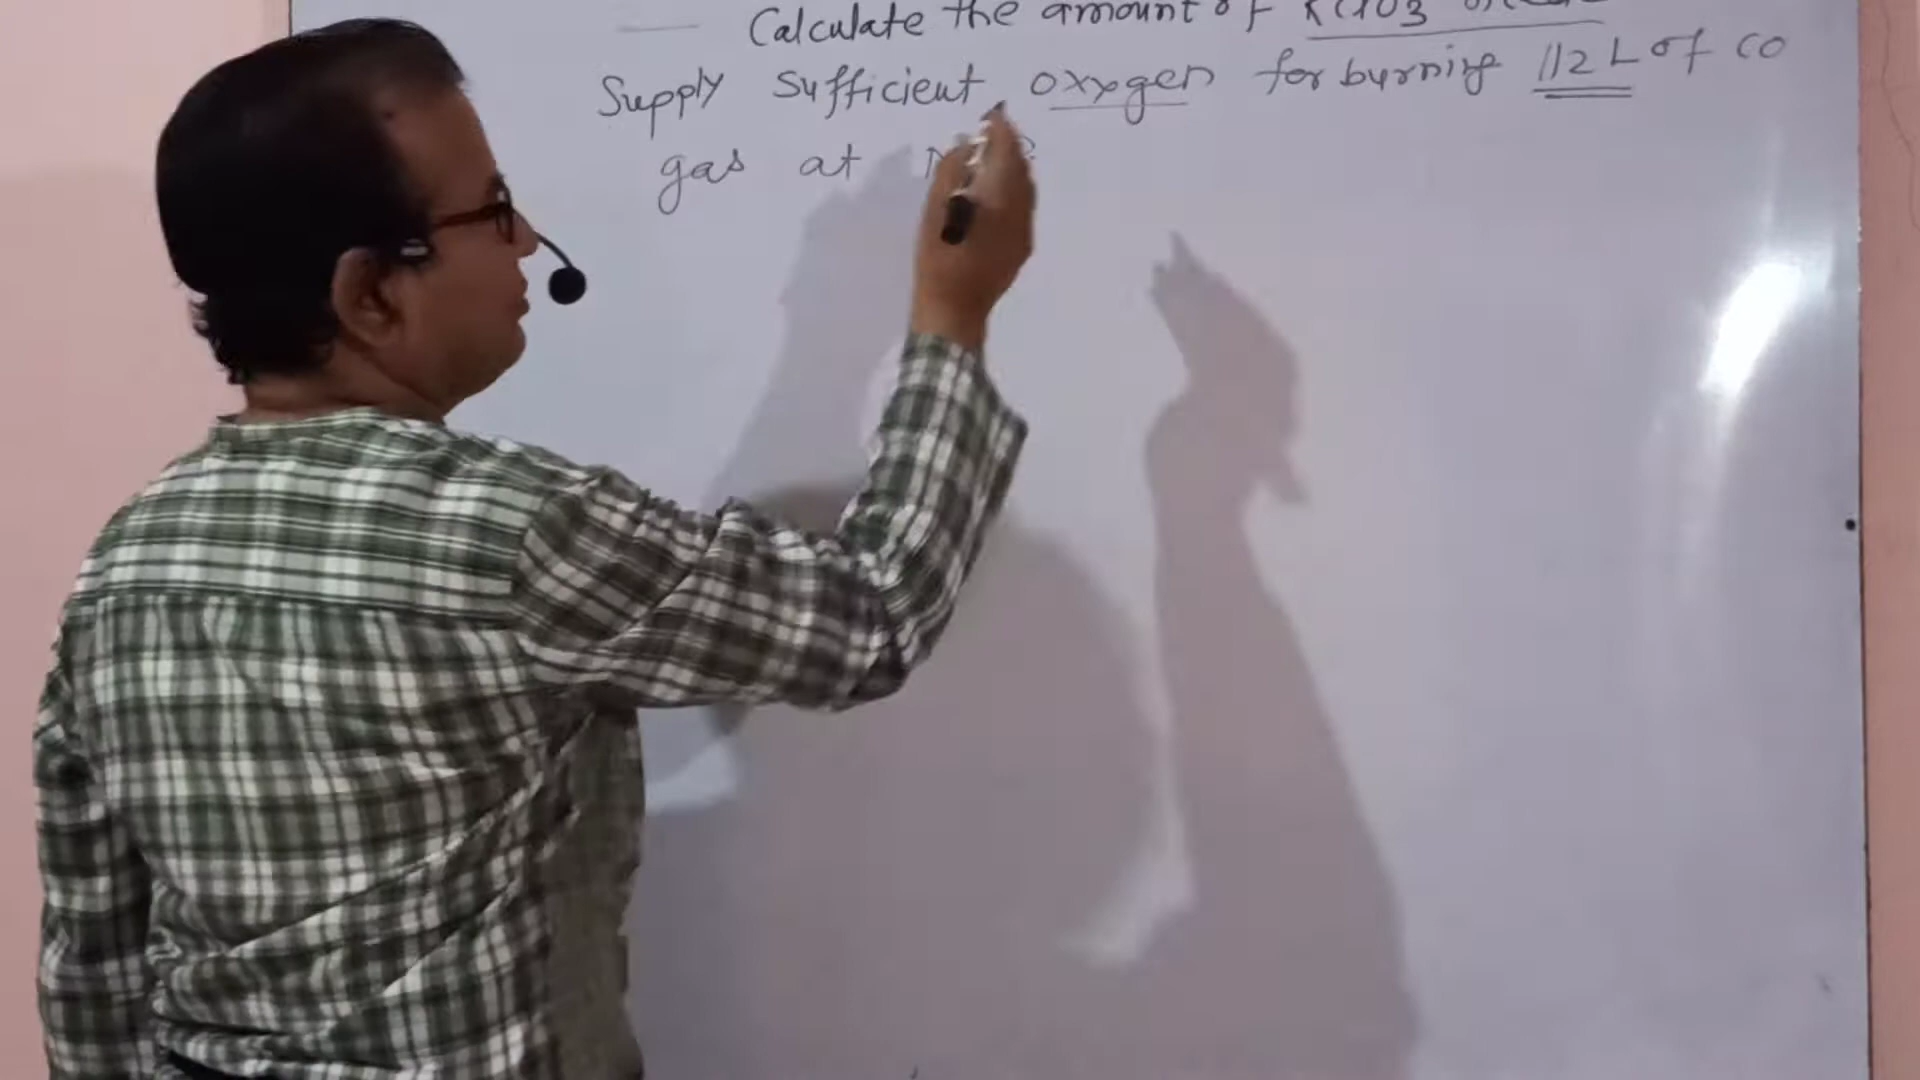 Calculate the amount of KClO3
Supply sufficient oxygen for burning 112 L of CO
gas at